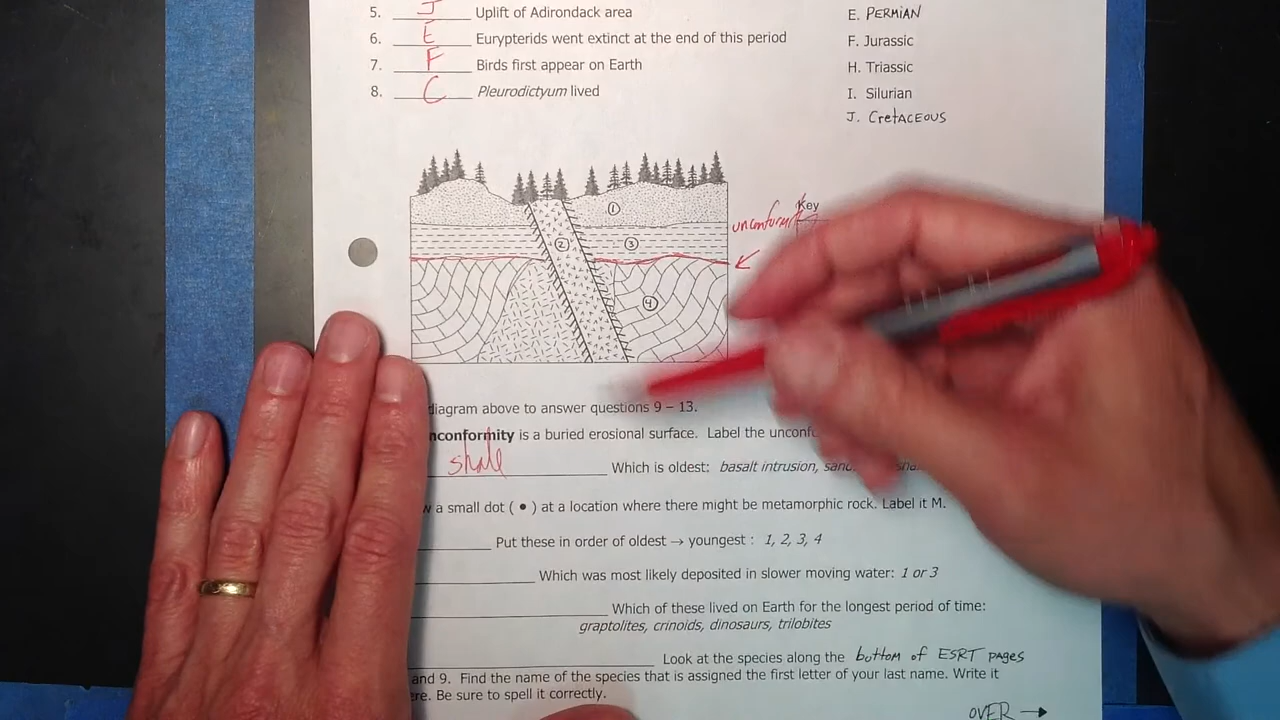 5. J Uplift of Adirondack area
E. PERMIAN
6. E Eurypterids went extinct at the end of this period
F. Jurassic
7. F Birds first appear on Earth
H. Triassic
8. C Pleurodictyum lived
I. Silurian
J. CretACEOUS
Key
1
2
3
4
diagram above to answer questions 9 – 13.
nconformity is a buried erosional surface. Label the unconfo
shale Which is oldest: basalt intrusion,
a small dot ( • ) at a location where there might be metamorphic rock. Label it M.
Put these in order of oldest → youngest : 1, 2, 3, 4
Which was most likely deposited in slower moving water: 1 or 3
Which of these lived on Earth for the longest period of time:
graptolites, crinoids, dinosaurs, trilobites
Look at the species along the bottom of ESRT pages
and 9. Find the name of the species that is assigned the first letter of your last name. Write it
ere. Be sure to spell it correctly.
OVER →